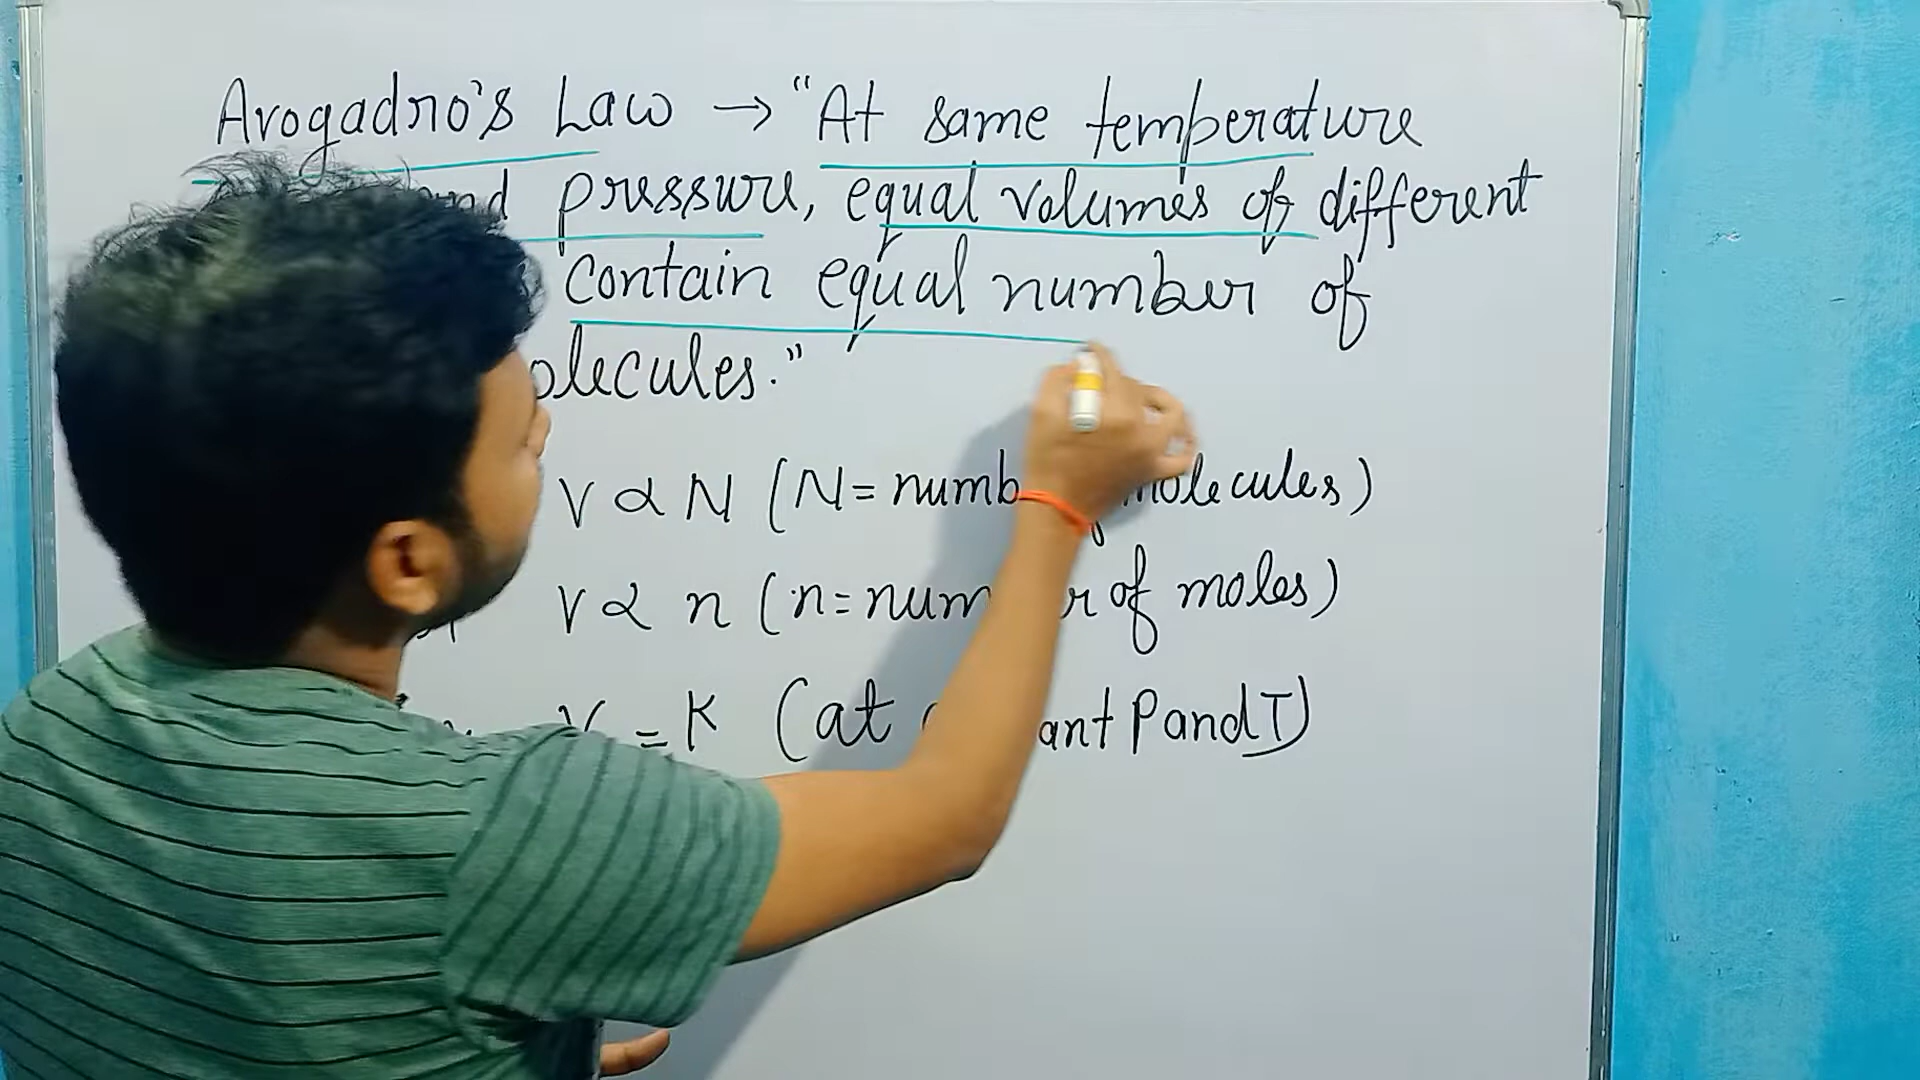 Avogadro's Law → "At same temperature
and pressure, equal volumes of different
contain equal number of
olecules."
V ∝ N (N = numb molecules)
V ∝ n (n = num r of moles)
V = K (at ant P and T)